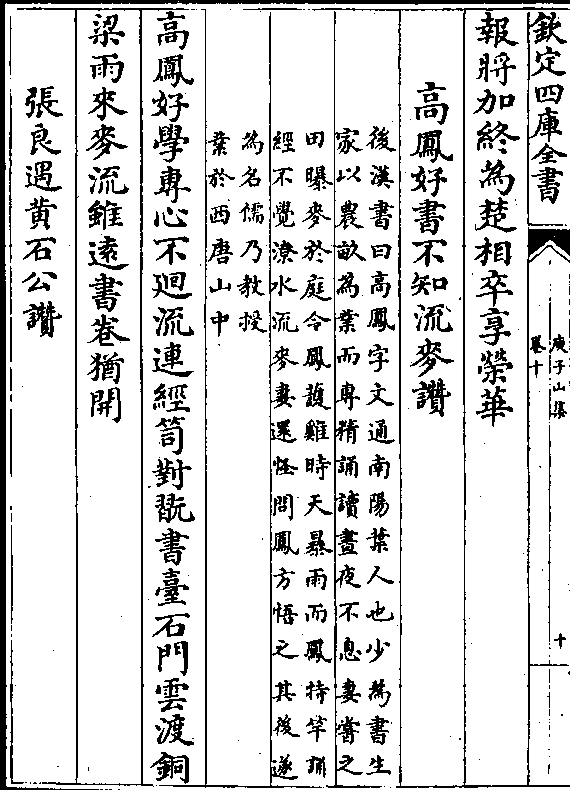 欽定四庫全書
庾子山集
卷十
十
報將加終為楚相卒享榮華
高鳳好書不知流麥讚
後漢書曰高鳳字文通南陽葉人也少為書生
家以農畝為業而專精誦讀晝夜不息妻嘗之
田曝麥於庭令鳳護雞時天暴雨而鳳持竿誦
經不覺潦水流麥妻還怪問鳳方悟之其後遂
為名儒乃教授
業於西唐山中
高鳳好學專心不迴流連經笥對翫書臺石門雲渡銅
梁雨來麥流雖遠書卷猶開
張良遇黄石公讚